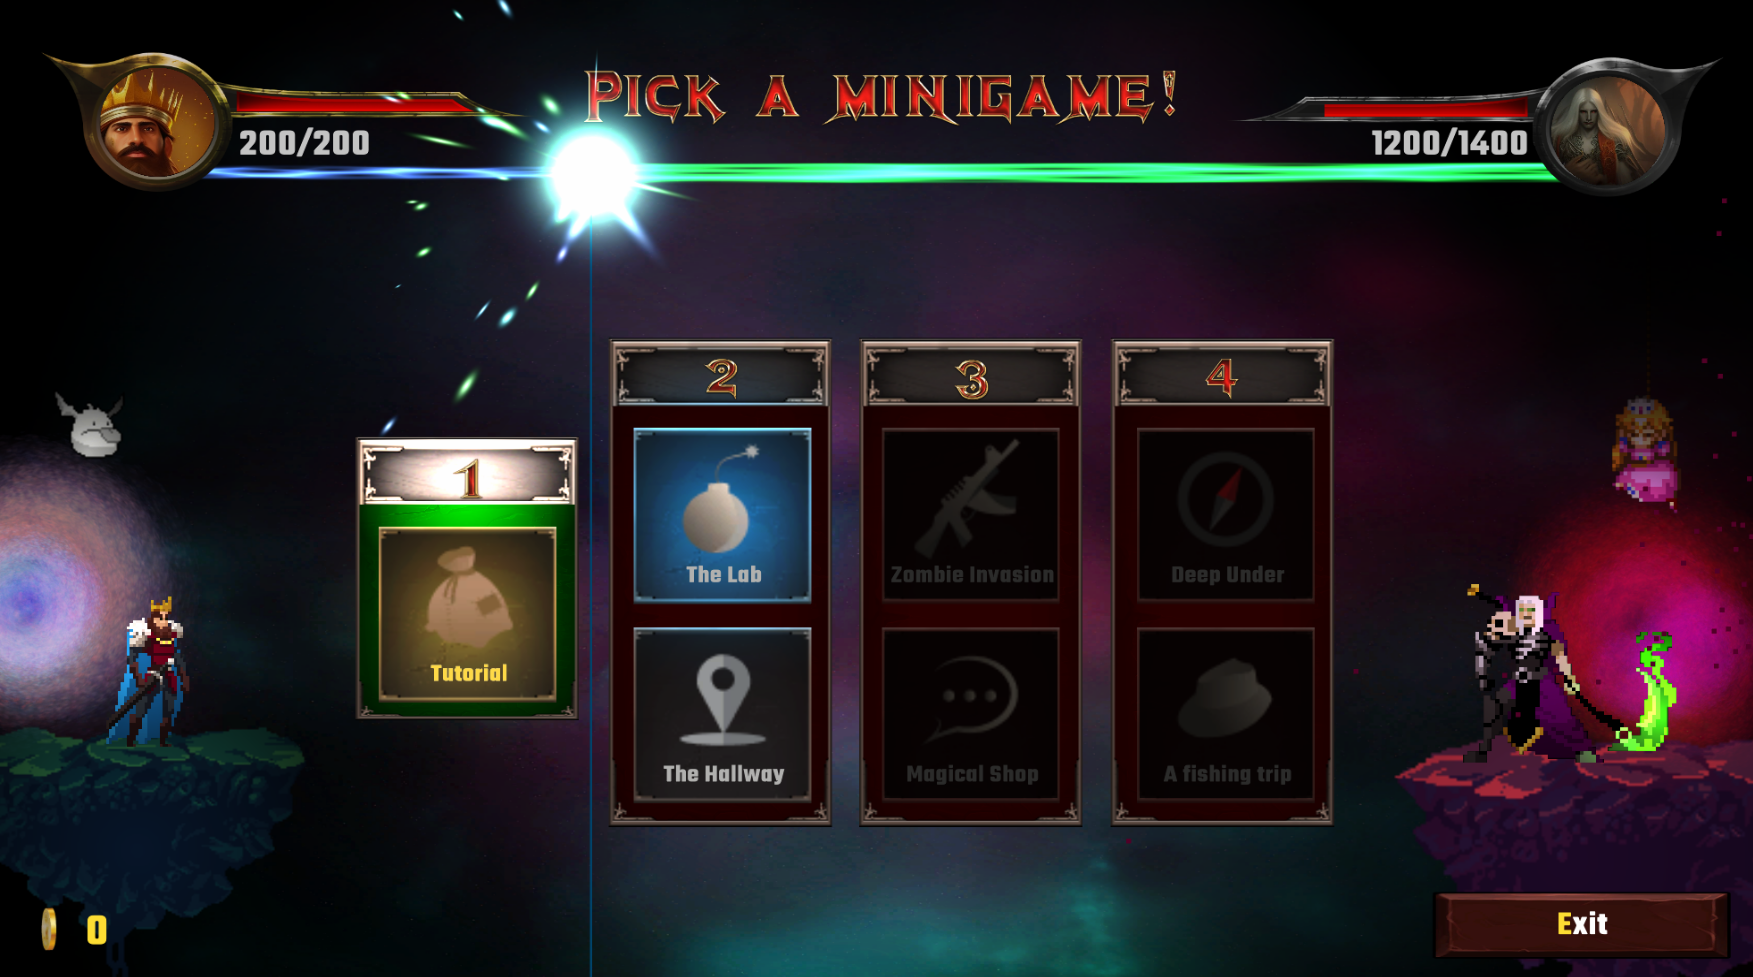 PICK A MINIGAME!
200/200
1200/1400
1
Tutorial
2
The Lab
The Hallway
3
Zombie Invasion
Magical Shop
4
Deep Under
A fishing trip
0
Exit